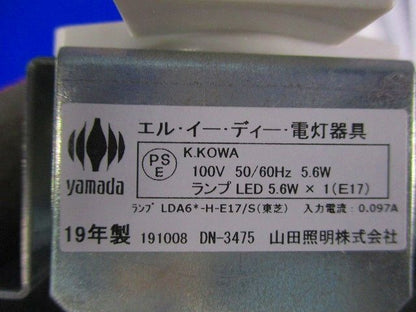 エル・イー・ディー・電灯器具
PS
E
K.KOWA
100V 50/60Hz 5.6W
ランプ LED 5.6W × 1(E17)
yamada
ランプ LDA6*-H-E17/S(東芝) 入力電流:0.097A
19年製 191008 DN-3475 山田照明株式会社